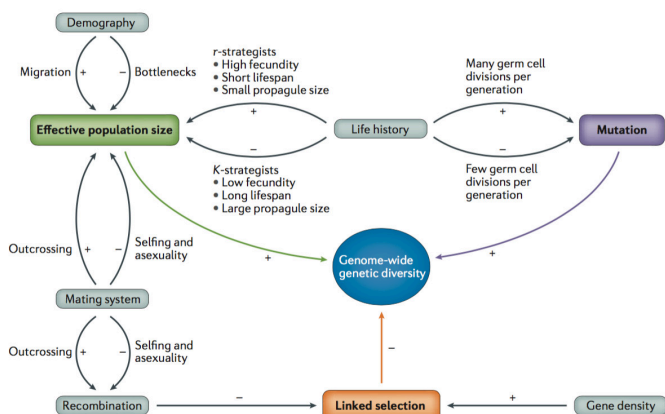 Demography
Migration
+
–
Bottlenecks
Effective population size
r-strategists
• High fecundity
• Short lifespan
• Small propagule size
+
–
K-strategists
• Low fecundity
• Long lifespan
• Large propagule size
Life history
Many germ cell
divisions per
generation
+
–
Few germ cell
divisions per
generation
Mutation
Outcrossing
+
–
Selfing and
asexuality
+
Genome-wide
genetic diversity
+
Mating system
Outcrossing
+
–
Selfing and
asexuality
–
Recombination
–
Linked selection
+
Gene density